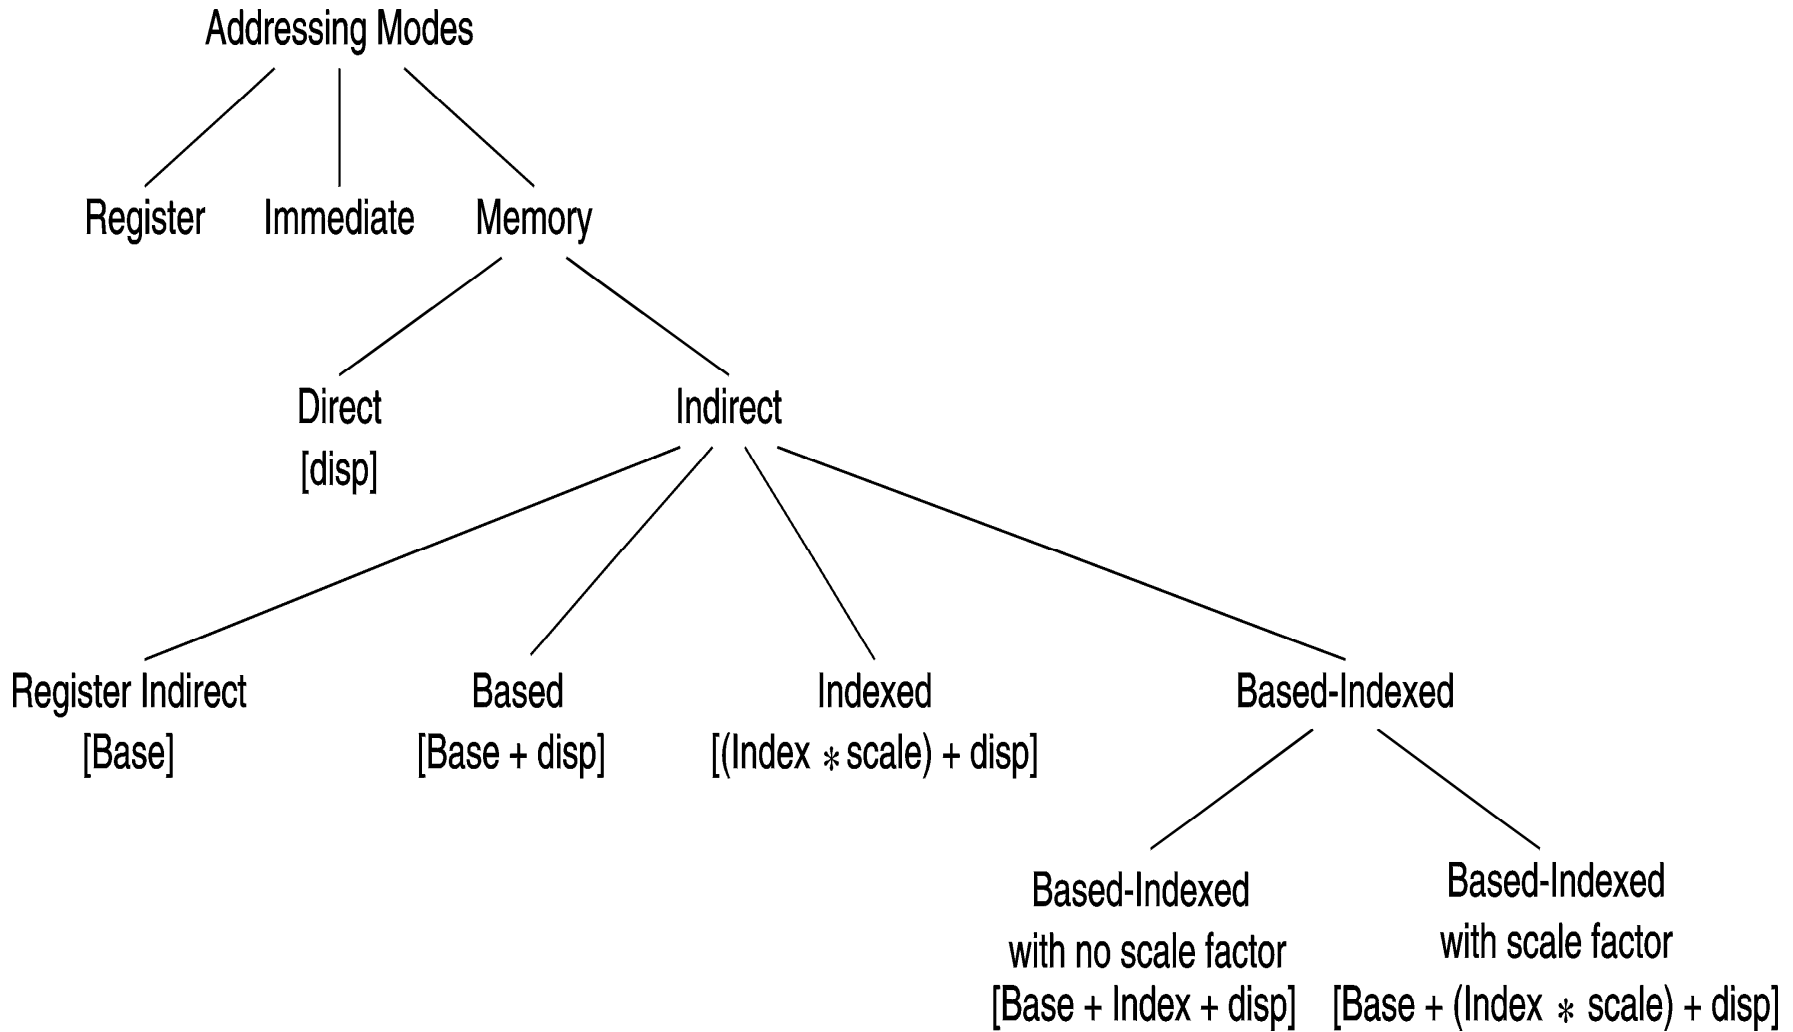 Addressing Modes
Register Immediate Memory
Direct Indirect
[disp]
Register Indirect Based Indexed Based-Indexed
[Base] [Base + disp] [(Index * scale) + disp]
Based-Indexed
with no scale factor
[Base + Index + disp]
Based-Indexed
with scale factor
[Base + (Index * scale) + disp]